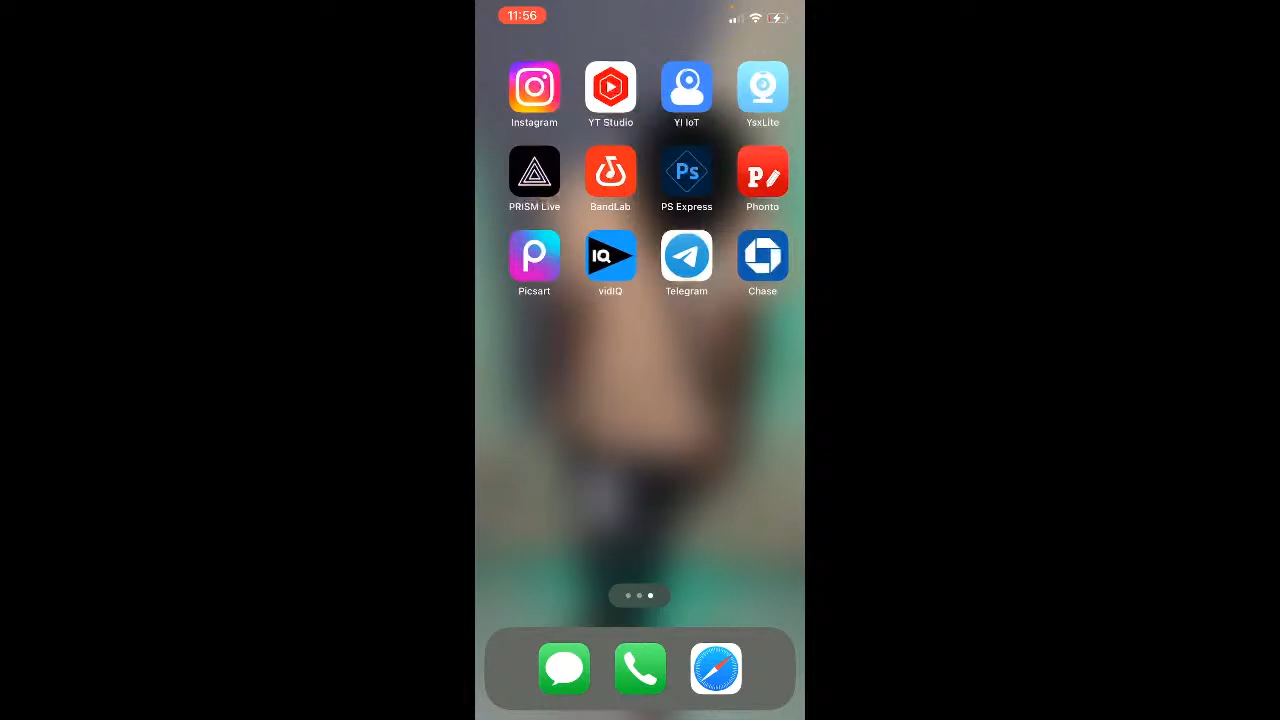 11:56
Instagram
YT Studio
YI IoT
YsxLite
PRISM Live
BandLab
Ps
PS Express
P
Phonto
P
Picsart
IQ
vidIQ
Telegram
Chase